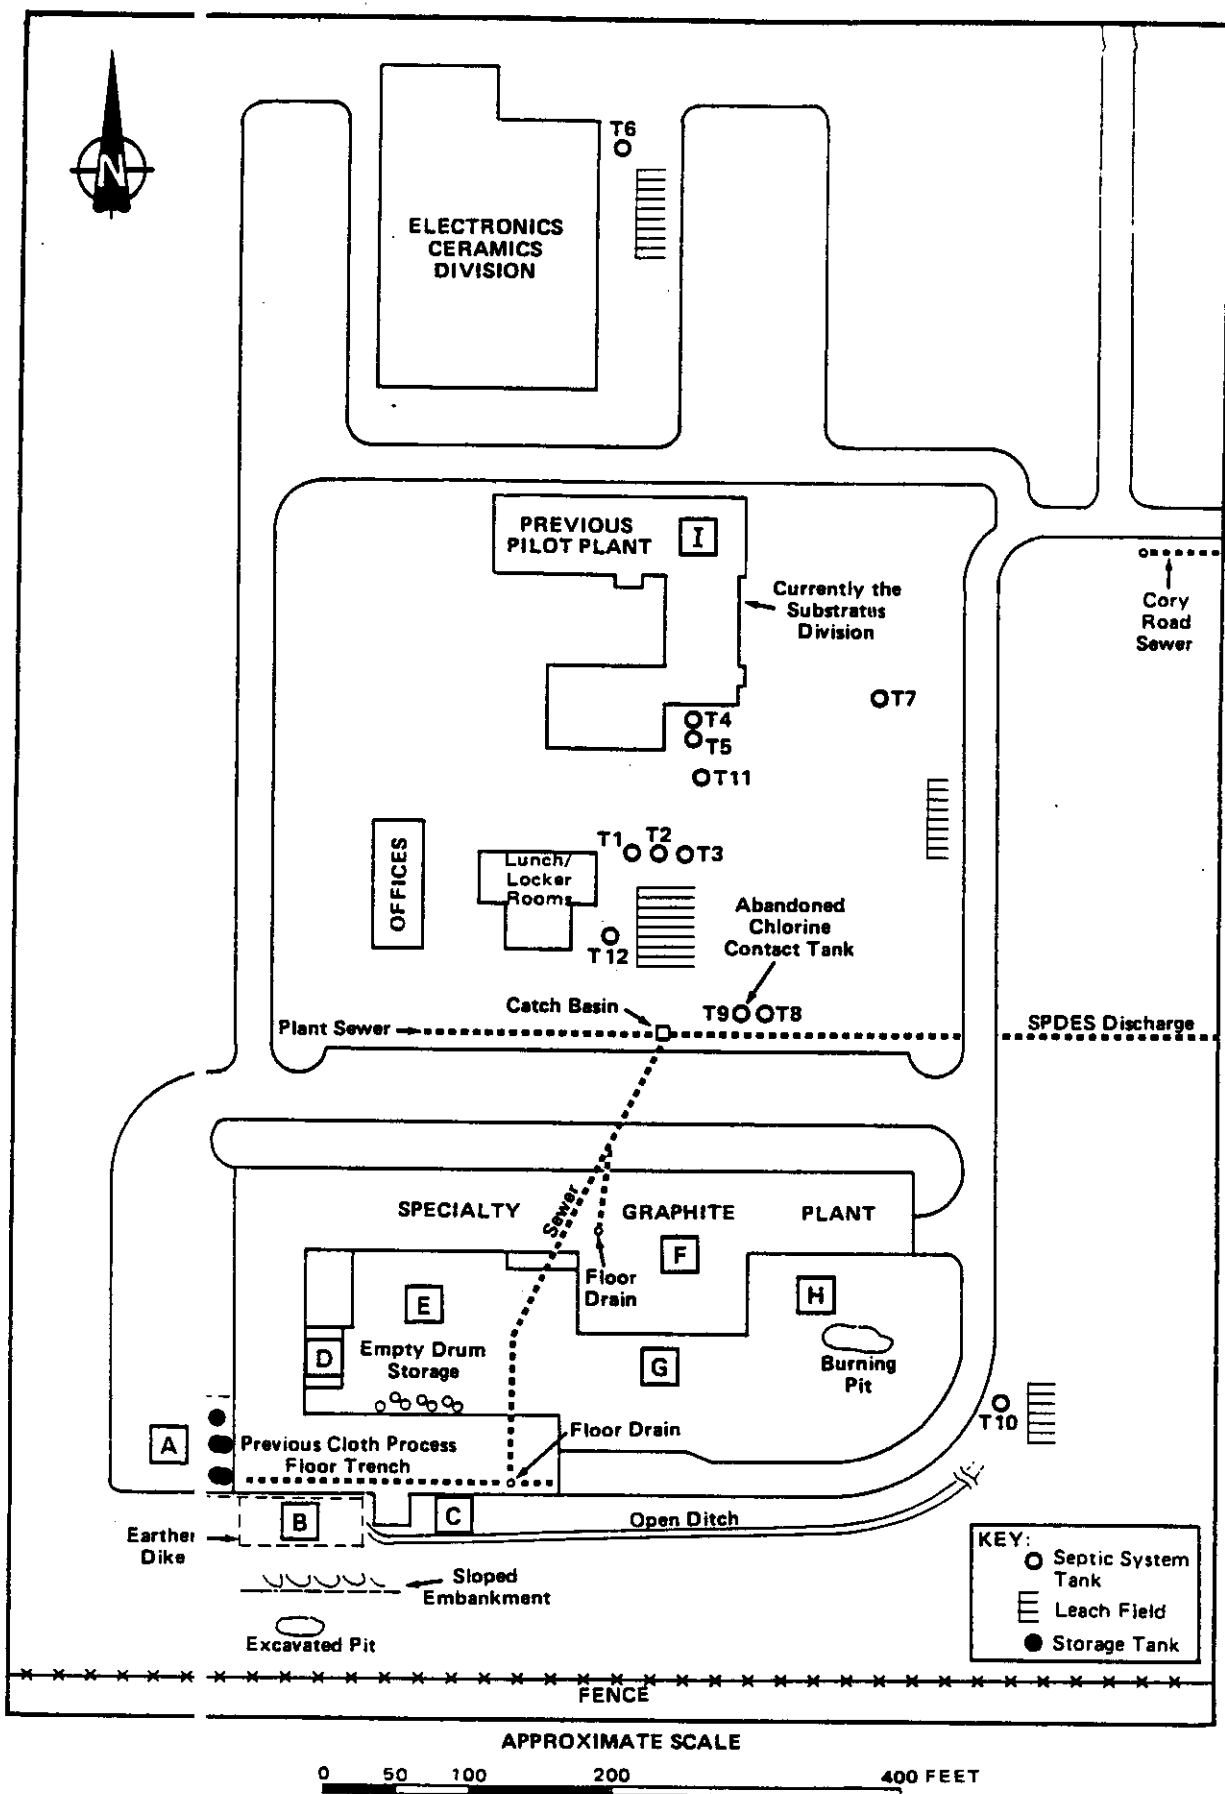 N
T6
ELECTRONICS
CERAMICS
DIVISION
PREVIOUS
PILOT PLANT
I
Currently the
Substratus
Division
Cory
Road
Sewer
T7
T4
T5
T11
T1
T2
T3
OFFICES
Lunch/
Locker
Rooms
T12
Abandoned
Chlorine
Contact Tank
Catch Basin
T9
T8
Plant Sewer
SPDES Discharge
SPECIALTY GRAPHITE PLANT
Sewer
F
Floor
Drain
E
H
D
Empty Drum
Storage
G
Burning
Pit
T10
A
Previous Cloth Process
Floor Trench
Floor Drain
B
C
Open Ditch
Earthen
Dike
Sloped
Embankment
Excavated Pit
KEY:
Septic System
Tank
Leach Field
Storage Tank
FENCE
APPROXIMATE SCALE
0 50 100 200 400 FEET